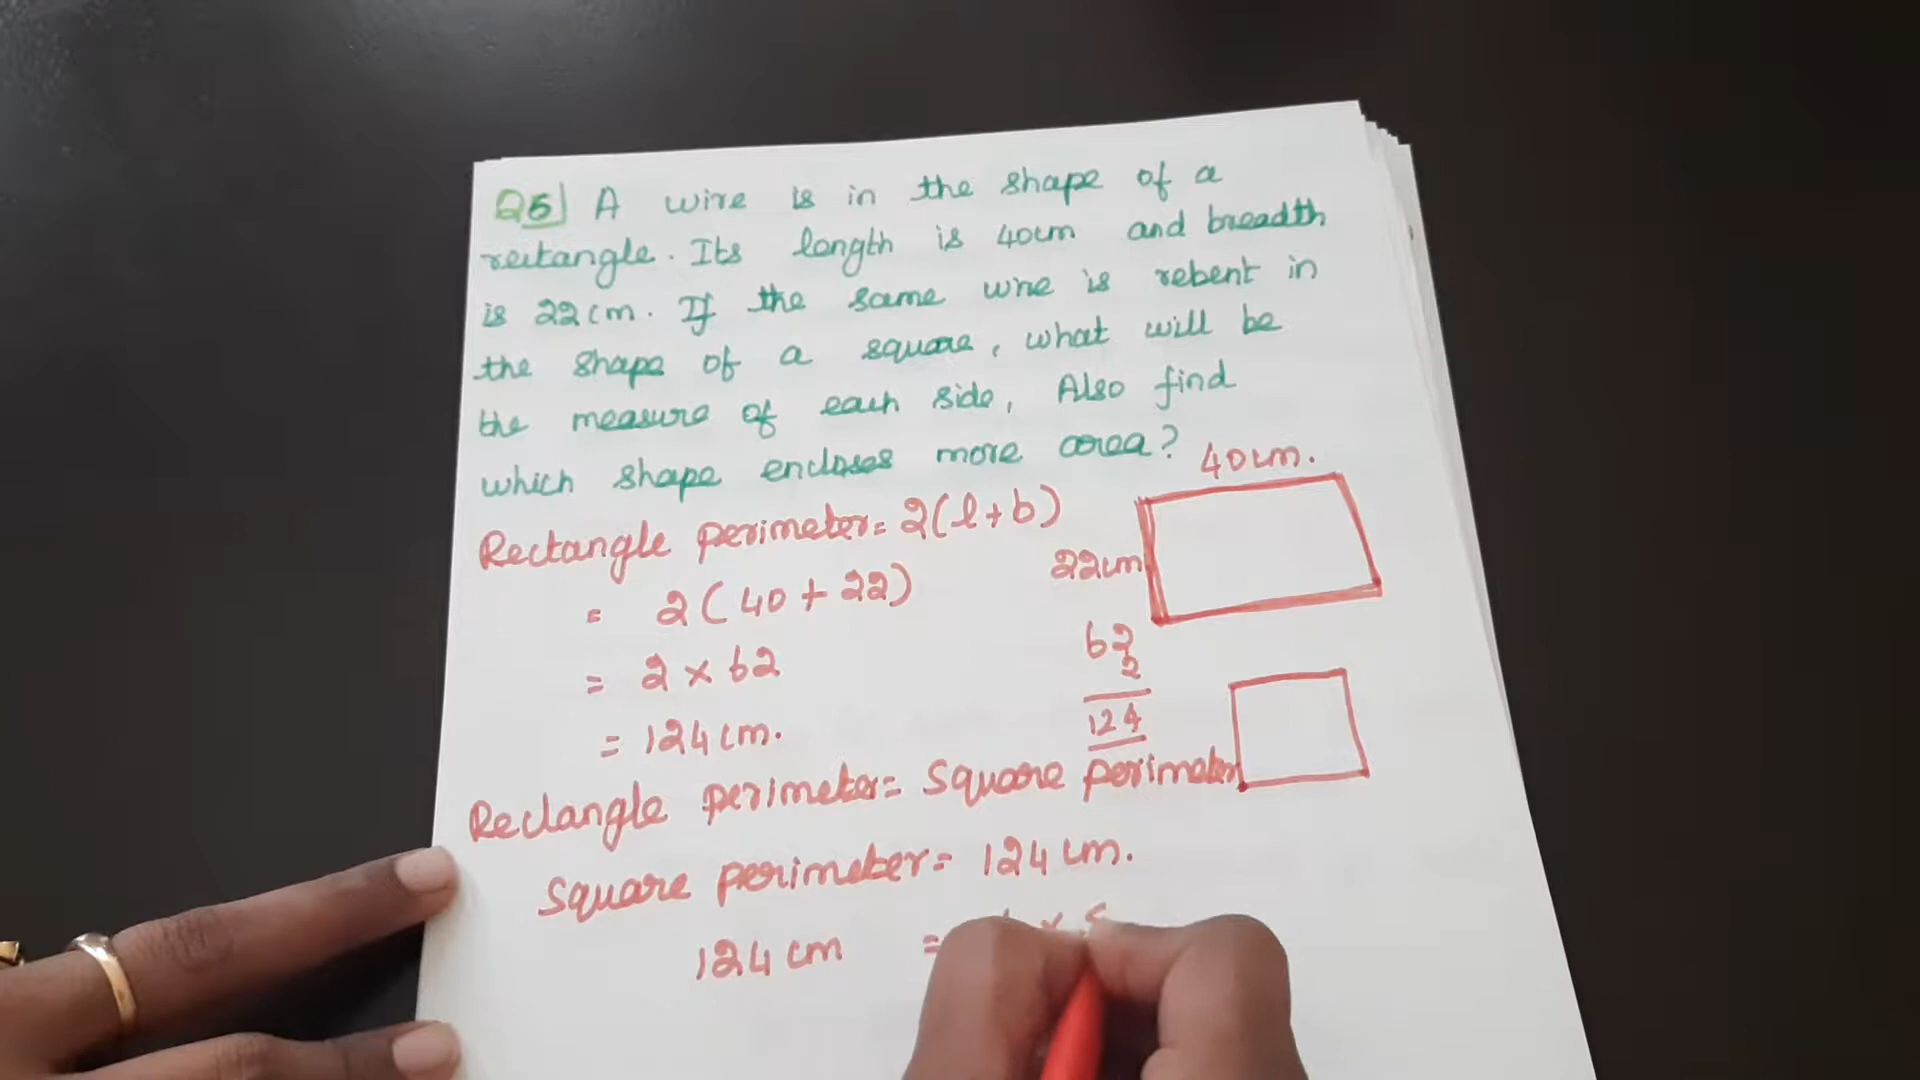 Q5 A wire is in the shape of a
rectangle. Its length is 40cm and breadth
is 22cm. If the same wire is rebent in
the shape of a square, what will be
the measure of each side, Also find
which shape encloses more area?
40cm.
Rectangle perimeter = 2(l+b)
22cm
= 2(40+22)
= 2 × 62
= 124cm.
62
2
124
Rectangle perimeter = Square perimeter
Square perimeter = 124cm.
124 cm =